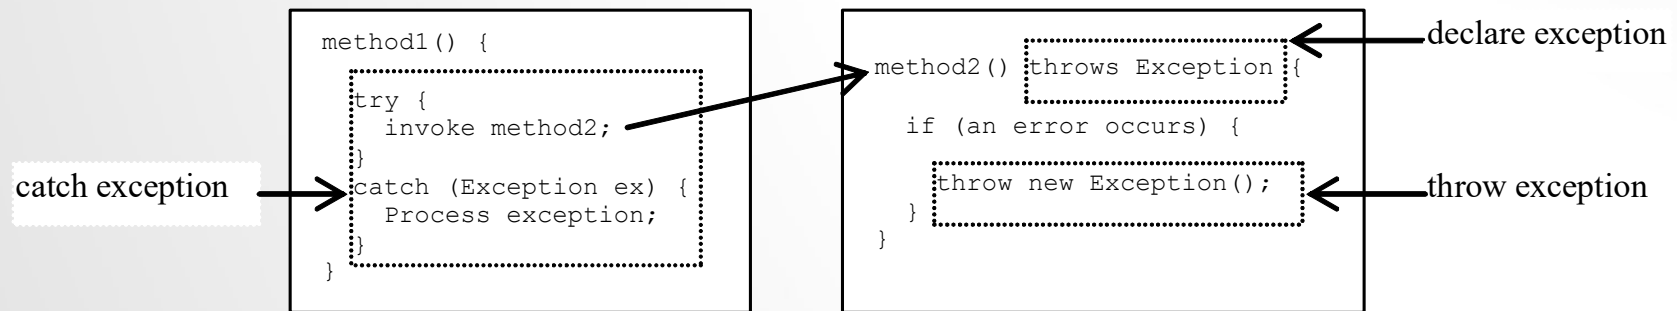 method1() {
try {
invoke method2;
}
catch (Exception ex) {
Process exception;
}
}
catch exception
method2() throws Exception {
if (an error occurs) {
throw new Exception();
}
}
declare exception
throw exception